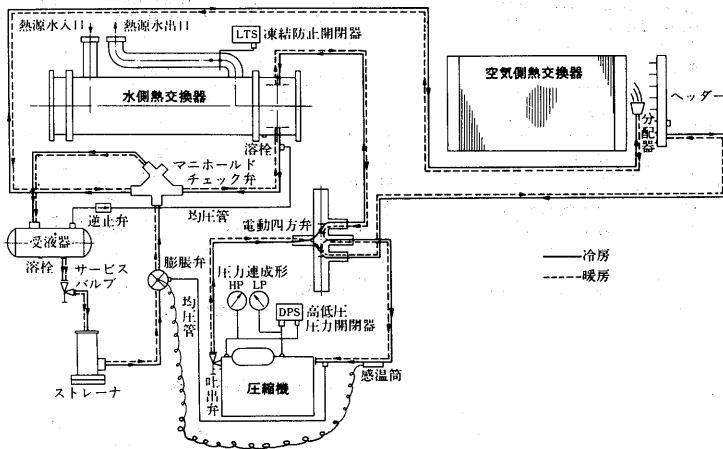 熱源水入口
熱源水出口
LTS
凍結防止開閉器
空気側熱交換器
ヘッダー
水側熱交換器
分配器
溶栓
マニホールド
チェック弁
逆止弁
均圧管
電動四方弁
受液器
溶栓
サービス
バルブ
膨脹弁
圧力連成形
HP
LP
DPS
高低圧
圧力開閉器
均圧管
冷房
暖房
ストレーナ
吐出弁
圧縮機
感温筒